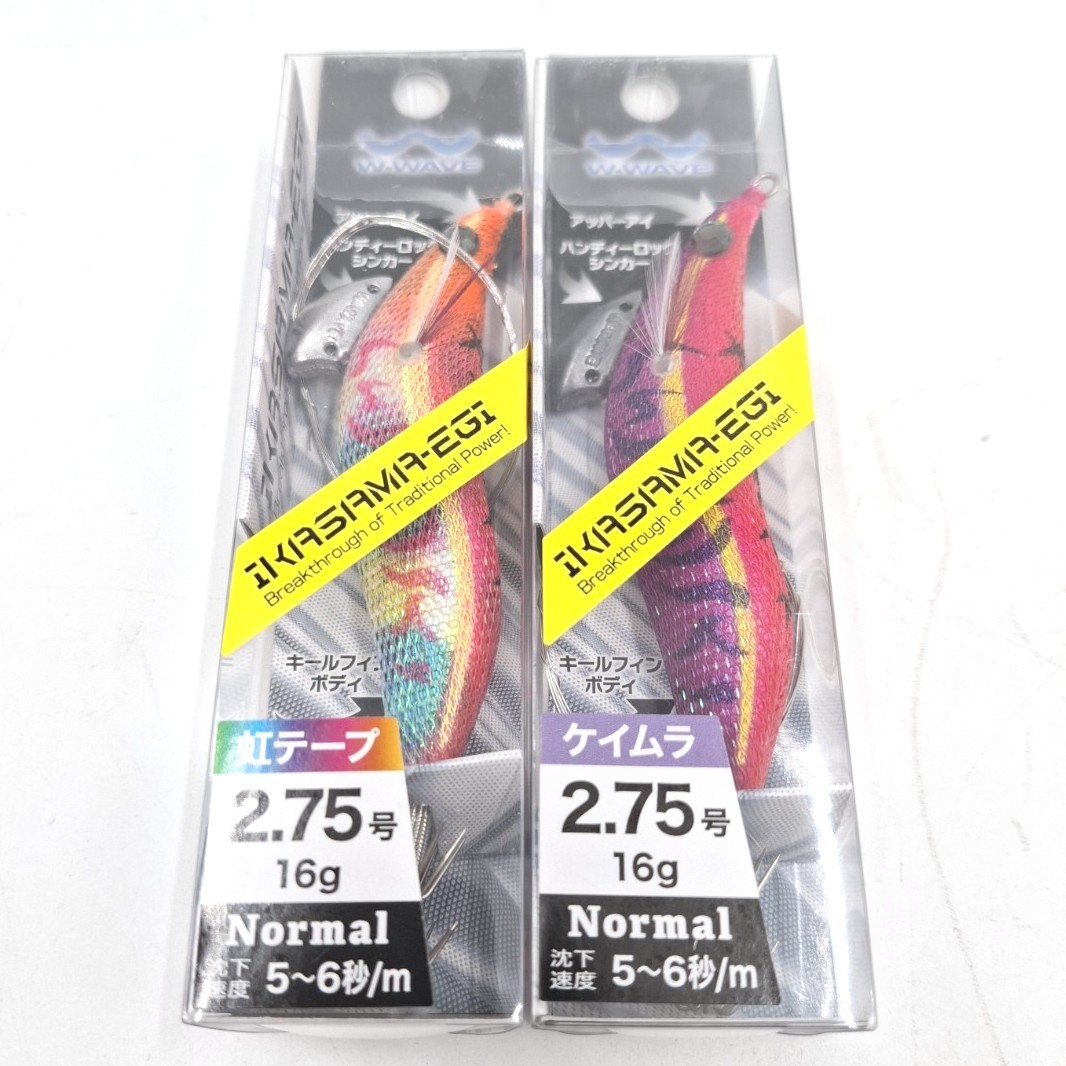 W-WAVE
アッパーアイ
ハンディーロック
シンカー
IKASAMA-EGI
IKASAMA-EGI
Breakthrough of Traditional Power!
キールフィン
ボディ
虹テープ
2.75号
16g
Normal
沈下
速度
5～6秒/m
W-WAVE
アッパーアイ
ハンディーロック
シンカー
IKASAMA-EGI
Breakthrough of Traditional Power!
キールフィン
ボディ
ケイムラ
2.75号
16g
Normal
沈下
速度
5～6秒/m